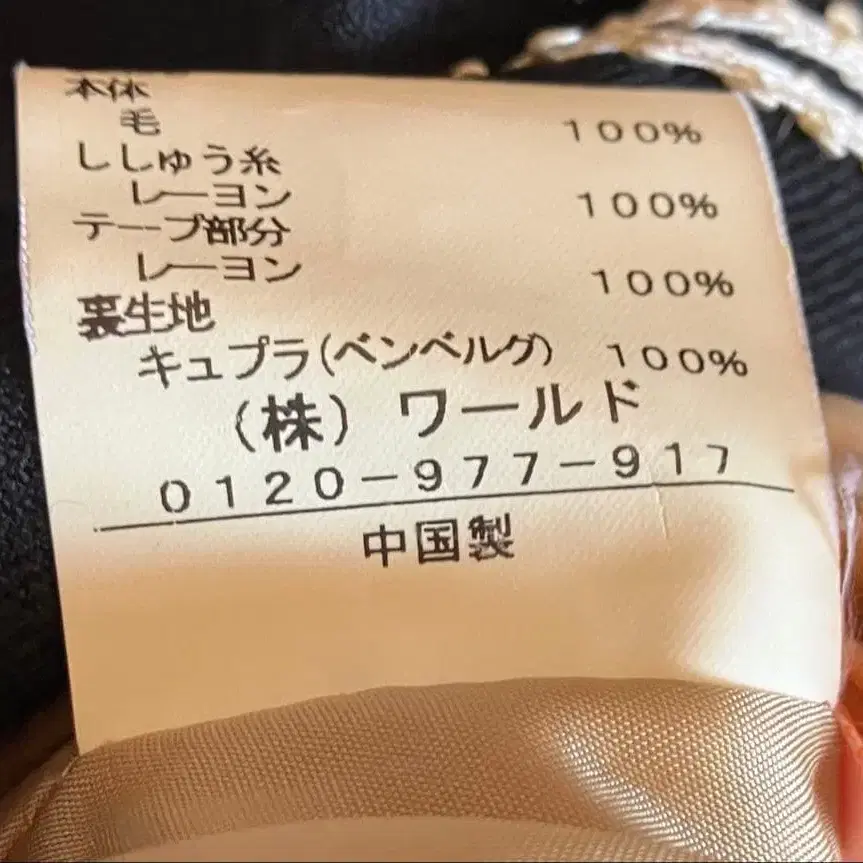 本体
毛 100%
ししゅう糸
レーヨン 100%
テープ部分
レーヨン 100%
裏生地
キュプラ(ベンベルグ) 100%
(株) ワールド
0120-977-917
中国製